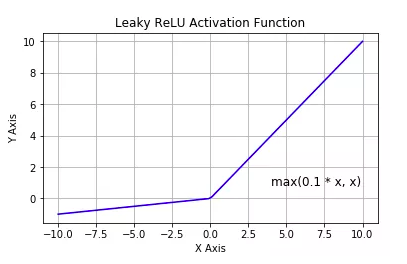 Leaky ReLU Activation Function
10
8
6
4
2
0
Y Axis
max(0.1 * x, x)
−10.0 −7.5 −5.0 −2.5 0.0 2.5 5.0 7.5 10.0
X Axis